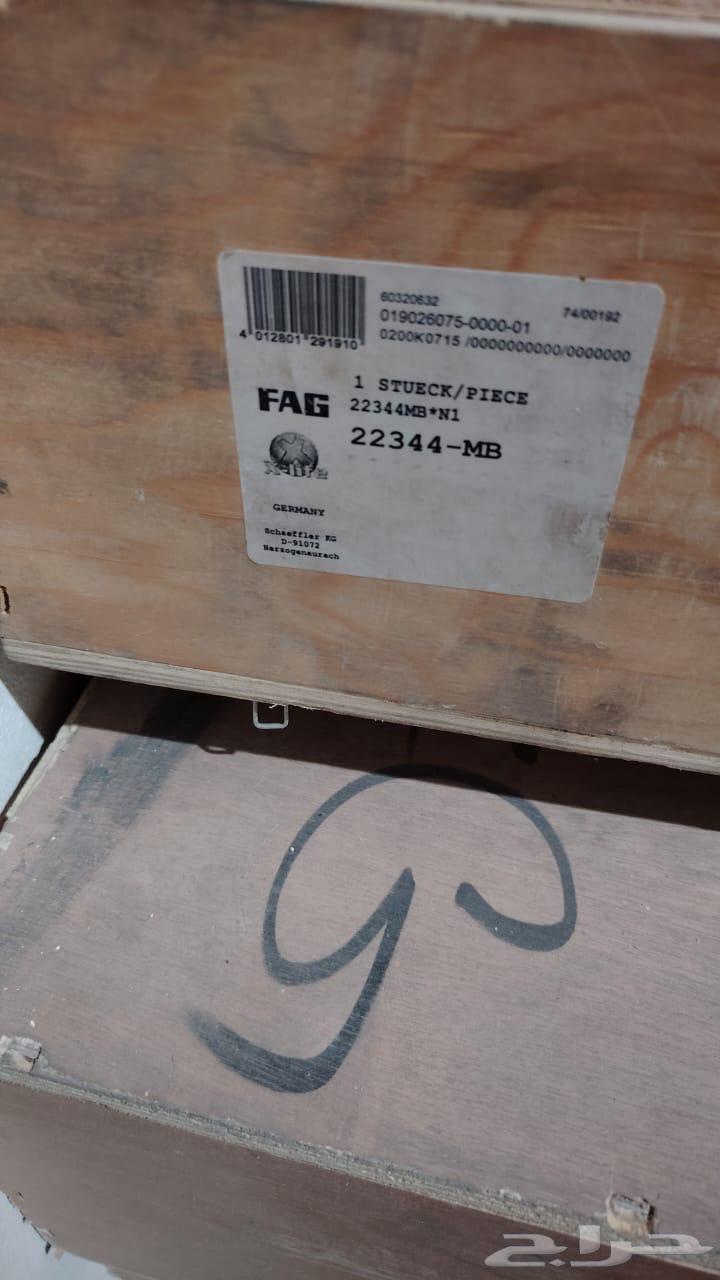 60320632
74/00192
019026075-0000-01
0200K0715 /0000000000/0000000
4 012801 291910
1 STUECK/PIECE
FAG
22344MB*N1
22344-MB
X-life
GERMANY
Schaeffler KG
D-91072
Herzogenaurach
حراج